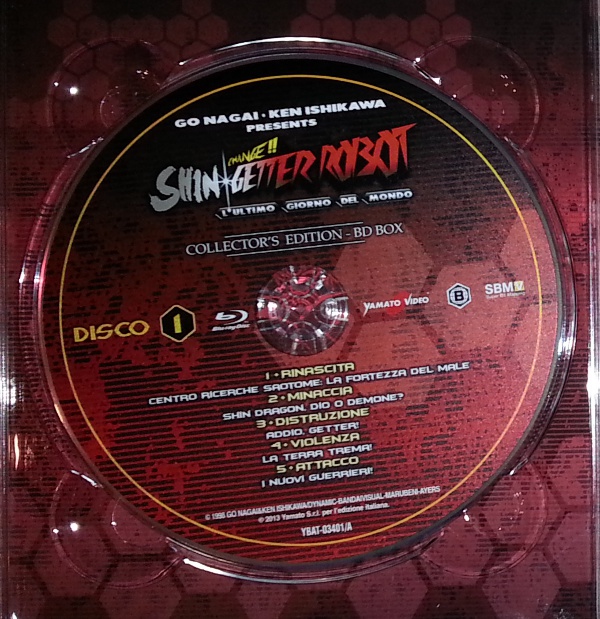 GO NAGAI • KEN ISHIKAWA
PRESENTS
CHANGE!!
SHIN GETTER ROBOT
L'ULTIMO GIORNO DEL MONDO
COLLECTOR'S EDITION - BD BOX
DISCO 1
Blu-ray Disc
YAMATO VIDEO
B
SBM
1 • RINASCITA
CENTRO RICERCHE SAOTOME: LA FORTEZZA DEL MALE
2 • MINACCIA
SHIN DRAGON. DIO O DEMONE?
3 • DISTRUZIONE
ADDIO, GETTER!
4 • VIOLENZA
LA TERRA TREMA!
5 • ATTACCO
I NUOVI GUERRIERI!
© 1998 GO NAGAI&KEN ISHIKAWA/DYNAMIC-BANDAIVISUAL-MARUBENI-AYERS
© 2013 Yamato S.r.l. per l'edizione italiana.
YBAT-03401/A